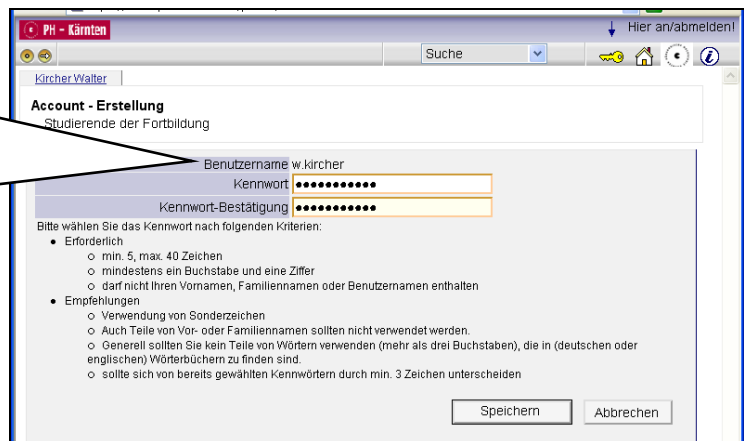 PH - Kärnten
Hier an/abmelden!
Suche
Kircher Walter
Account - Erstellung
Studierende der Fortbildung
Benutzername w.kircher
Kennwort ●●●●●●●●●●●
Kennwort-Bestätigung ●●●●●●●●●●●
Bitte wählen Sie das Kennwort nach folgenden Kriterien:
● Erforderlich
○ min. 5, max. 40 Zeichen
○ mindestens ein Buchstabe und eine Ziffer
○ darf nicht Ihren Vornamen, Familiennamen oder Benutzernamen enthalten
● Empfehlungen
○ Verwendung von Sonderzeichen
○ Auch Teile von Vor- oder Familiennamen sollten nicht verwendet werden.
○ Generell sollten Sie kein Teile von Wörtern verwenden (mehr als drei Buchstaben), die in (deutschen oder
englischen) Wörterbüchern zu finden sind.
○ sollte sich von bereits gewählten Kennwörtern durch min. 3 Zeichen unterscheiden
Speichern
Abbrechen